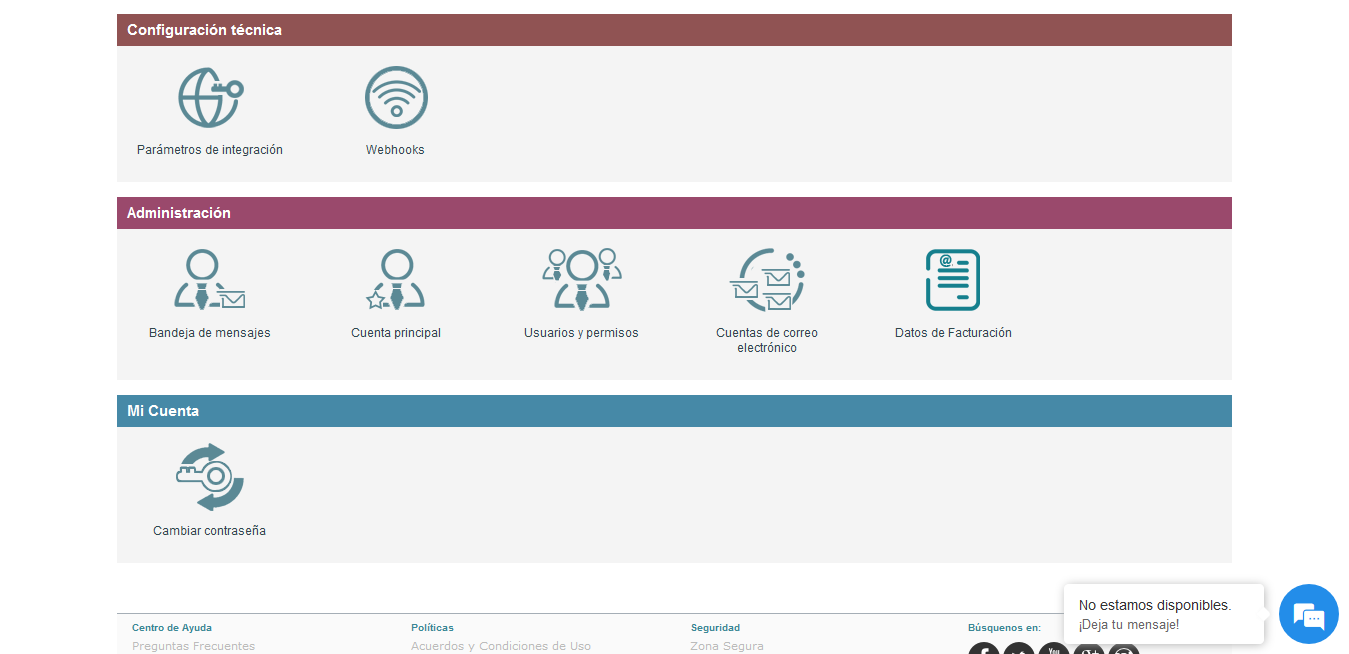 Configuración técnica
Parámetros de integración
Webhooks
Administración
@
Bandeja de mensajes
Cuenta principal
Usuarios y permisos
Cuentas de correo
electrónico
Datos de Facturación
Mi Cuenta
Cambiar contraseña
No estamos disponibles.
¡Deja tu mensaje!
Centro de Ayuda
Políticas
Seguridad
Búsquenos en:
Preguntas Frecuentes
Acuerdos y Condiciones de Uso
Zona Segura
You
g+